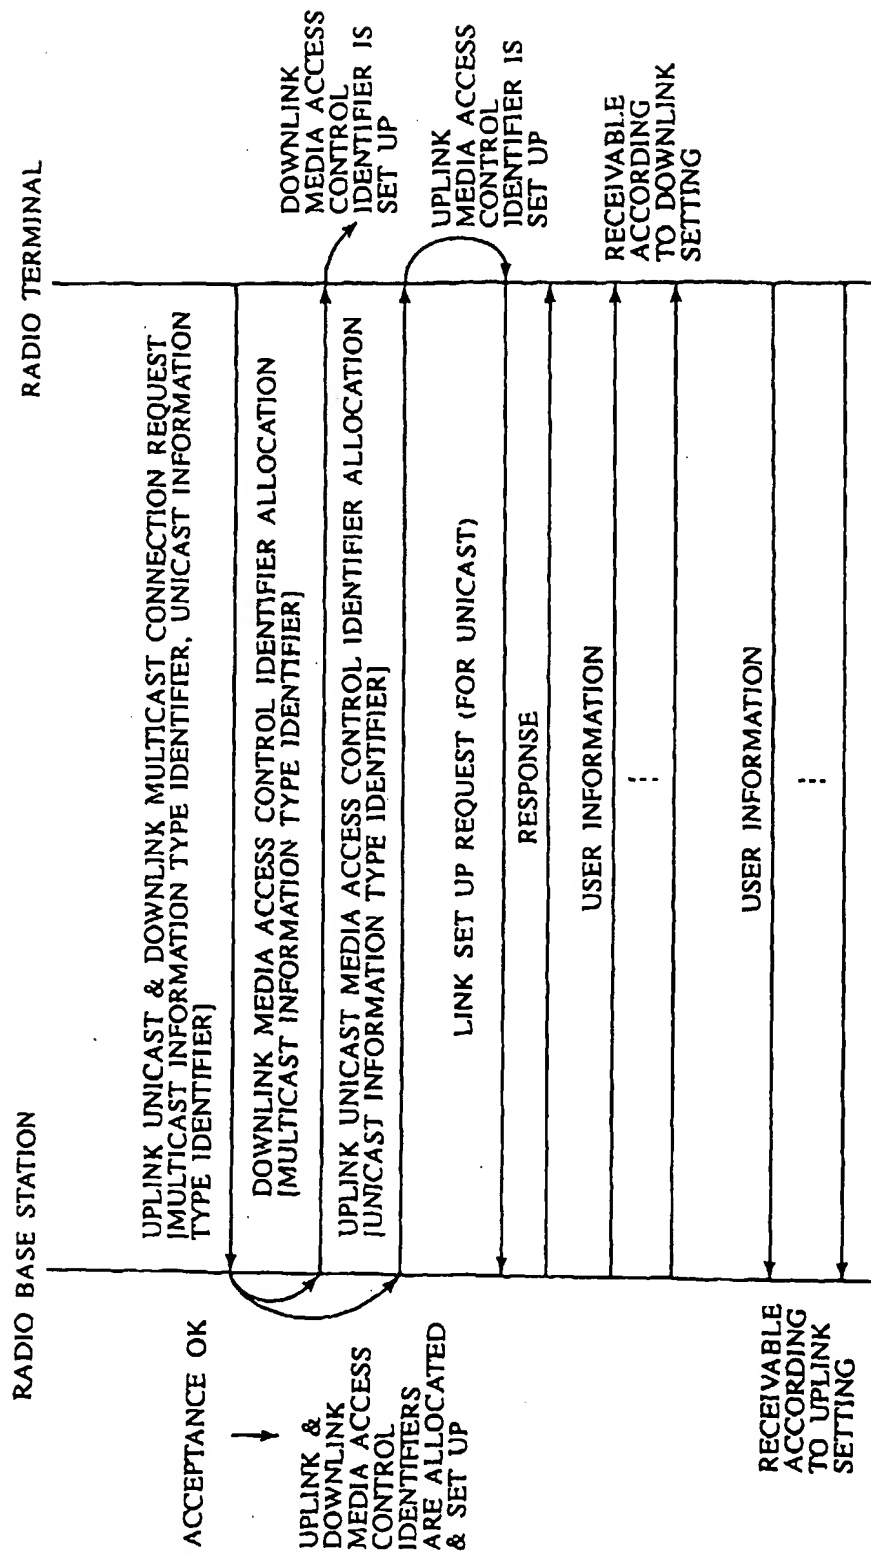 RADIO BASE STATION
RADIO TERMINAL
UPLINK UNICAST & DOWNLINK MULTICAST CONNECTION REQUEST
[MULTICAST INFORMATION TYPE IDENTIFIER, UNICAST INFORMATION
TYPE IDENTIFIER]
ACCEPTANCE OK
UPLINK &
DOWNLINK
MEDIA ACCESS
CONTROL
IDENTIFIERS
ARE ALLOCATED
& SET UP
DOWNLINK MEDIA ACCESS CONTROL IDENTIFIER ALLOCATION
[MULTICAST INFORMATION TYPE IDENTIFIER]
DOWNLINK
MEDIA ACCESS
CONTROL
IDENTIFIER IS
SET UP
UPLINK UNICAST MEDIA ACCESS CONTROL IDENTIFIER ALLOCATION
[UNICAST INFORMATION TYPE IDENTIFIER]
UPLINK
MEDIA ACCESS
CONTROL
IDENTIFIER IS
SET UP
LINK SET UP REQUEST (FOR UNICAST)
RESPONSE
USER INFORMATION
RECEIVABLE
ACCORDING
TO DOWNLINK
SETTING
USER INFORMATION
RECEIVABLE
ACCORDING
TO UPLINK
SETTING